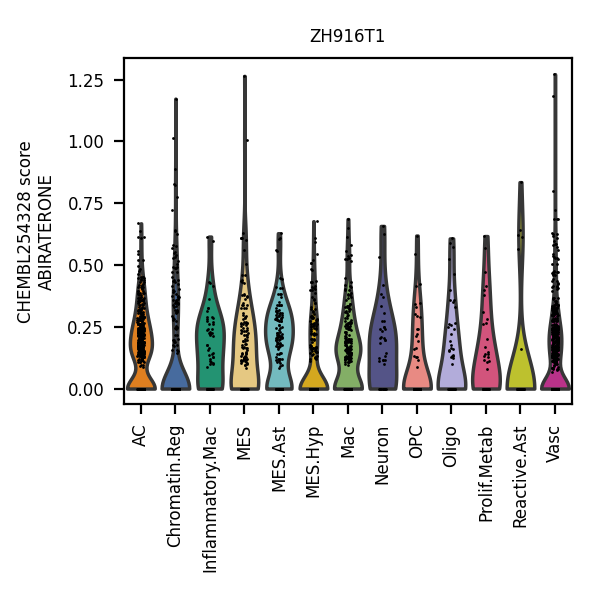 ZH916T1
CHEMBL254328 score
ABIRATERONE
1.25
1.00
0.75
0.50
0.25
0.00
AC
Chromatin.Reg
Inflammatory.Mac
MES
MES.Ast
MES.Hyp
Mac
Neuron
OPC
Oligo
Prolif.Metab
Reactive.Ast
Vasc